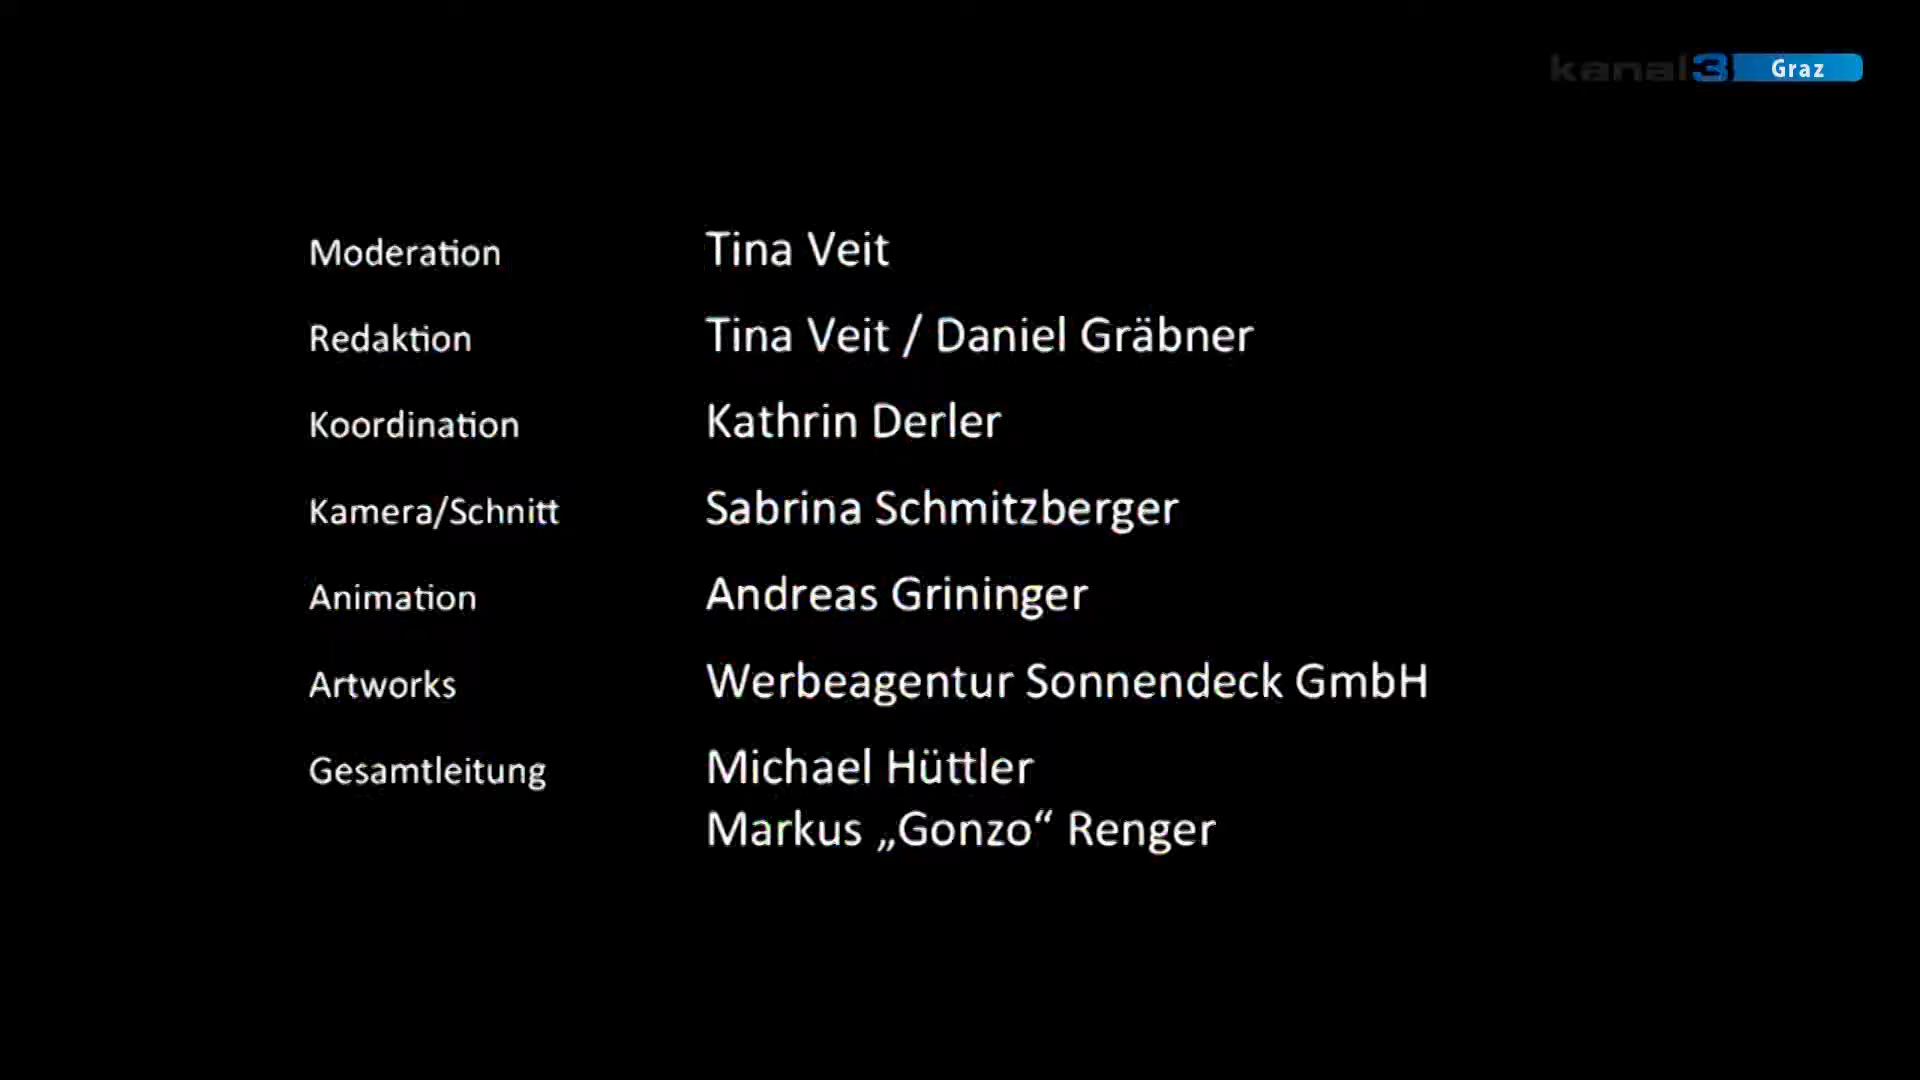 kanal3 Graz
Moderation Tina Veit
Redaktion Tina Veit / Daniel Gräbner
Koordination Kathrin Derler
Kamera/Schnitt Sabrina Schmitzberger
Animation Andreas Grininger
Artworks Werbeagentur Sonnendeck GmbH
Gesamtleitung Michael Hüttler
Markus „Gonzo“ Renger